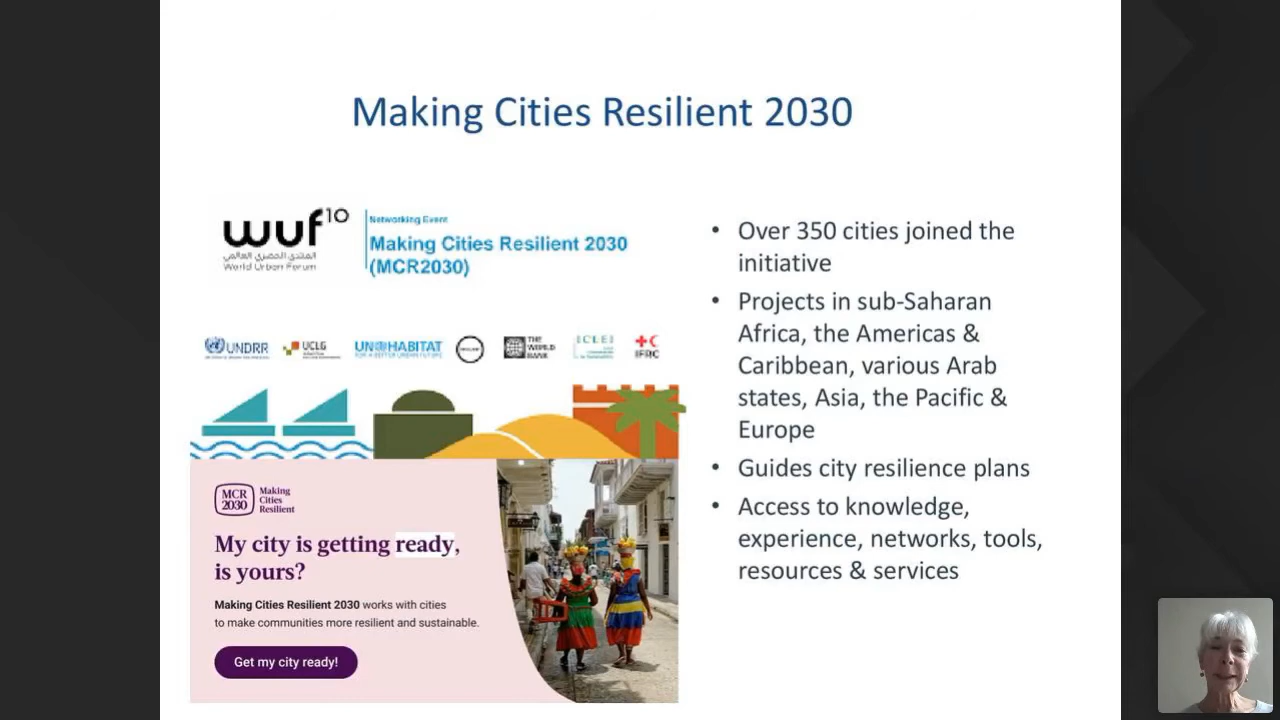 Making Cities Resilient 2030
wuf10
المنتدى الحضري العالمي
World Urban Forum
Networking Event
Making Cities Resilient 2030
(MCR2030)
UNDRR
UCLG
UN HABITAT
FOR A BETTER URBAN FUTURE
THE
WORLD
BANK
ICLEI
IFRC
MCR
2030
Making
Cities
Resilient
My city is getting ready,
is yours?
Making Cities Resilient 2030 works with cities
to make communities more resilient and sustainable.
Get my city ready!
• Over 350 cities joined the
initiative
• Projects in sub-Saharan
Africa, the Americas &
Caribbean, various Arab
states, Asia, the Pacific &
Europe
• Guides city resilience plans
• Access to knowledge,
experience, networks, tools,
resources & services